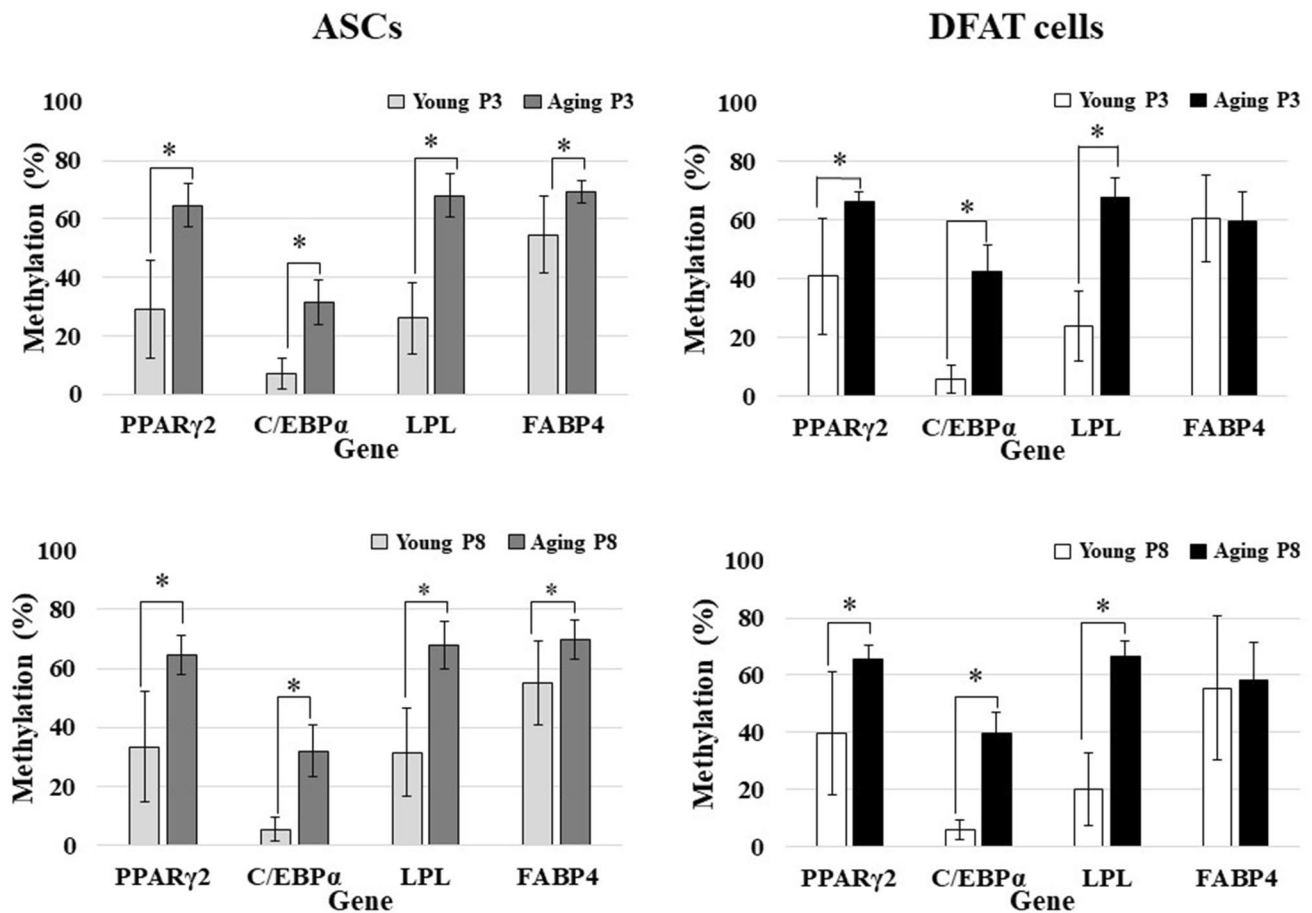 ASCs
DFAT cells
Young P3 Aging P3
Methylation (%)
100
80
60
40
20
0
* * * *
PPARγ2 C/EBPα LPL FABP4
Gene
Young P3 Aging P3
Methylation (%)
100
80
60
40
20
0
* * *
PPARγ2 C/EBPα LPL FABP4
Gene
Young P8 Aging P8
Methylation (%)
100
80
60
40
20
0
* * * *
PPARγ2 C/EBPα LPL FABP4
Gene
Young P8 Aging P8
Methylation (%)
100
80
60
40
20
0
* * *
PPARγ2 C/EBPα LPL FABP4
Gene